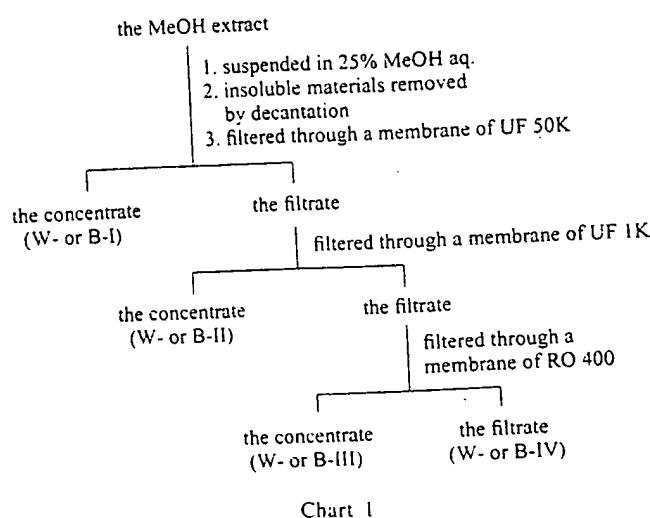 the MeOH extract
1. suspended in 25% MeOH aq.
2. insoluble materials removed
by decantation
3. filtered through a membrane of UF 50K
the concentrate
(W- or B-I)
the filtrate
filtered through a membrane of UF 1K
the concentrate
(W- or B-II)
the filtrate
filtered through a
membrane of RO 400
the concentrate
(W- or B-III)
the filtrate
(W- or B-IV)
Chart 1